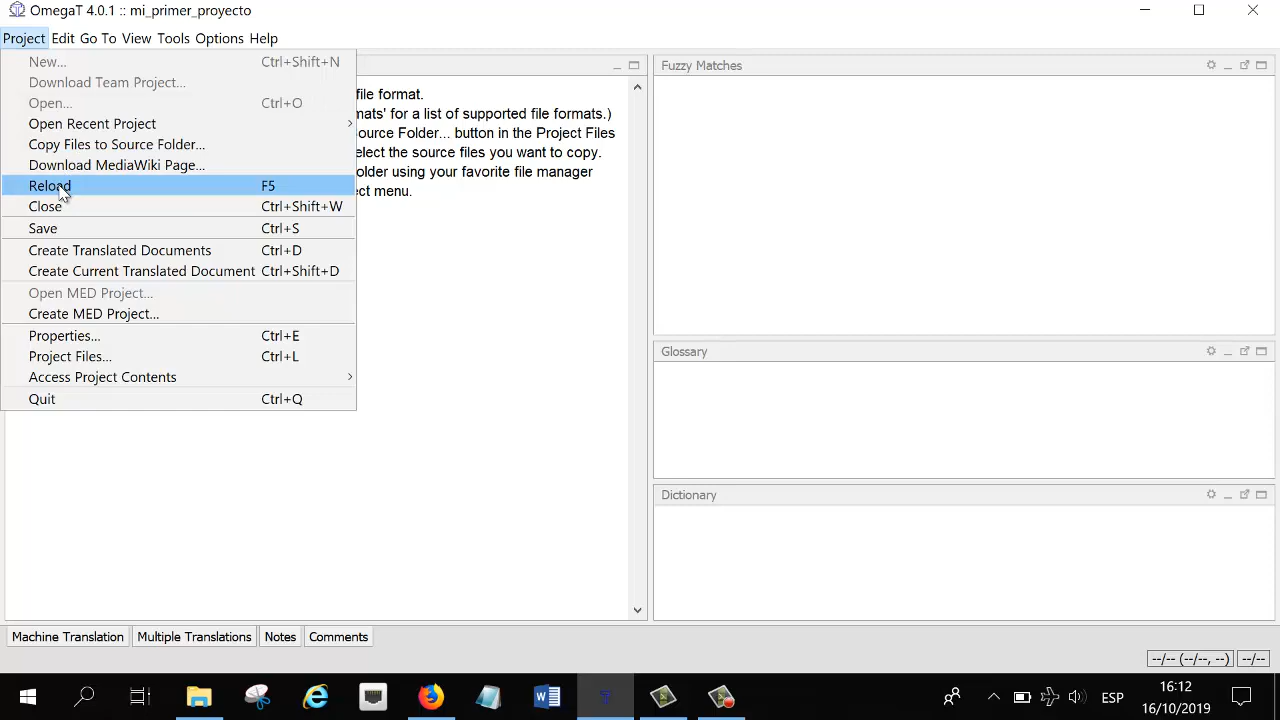 OmegaT 4.0.1 :: mi_primer_proyecto
Project Edit Go To View Tools Options Help
New... Ctrl+Shift+N
Download Team Project...
Open... Ctrl+O
Open Recent Project
Copy Files to Source Folder...
Download MediaWiki Page...
Reload F5
Close Ctrl+Shift+W
Save Ctrl+S
Create Translated Documents Ctrl+D
Create Current Translated Document Ctrl+Shift+D
Open MED Project...
Create MED Project...
Properties... Ctrl+E
Project Files... Ctrl+L
Access Project Contents
Quit Ctrl+Q
file format.
mats' for a list of supported file formats.)
ource Folder... button in the Project Files
elect the source files you want to copy.
older using your favorite file manager
ect menu.
Fuzzy Matches
Glossary
Dictionary
Machine Translation Multiple Translations Notes Comments
--/-- (--/--, --) --/--
ESP
16:12
16/10/2019